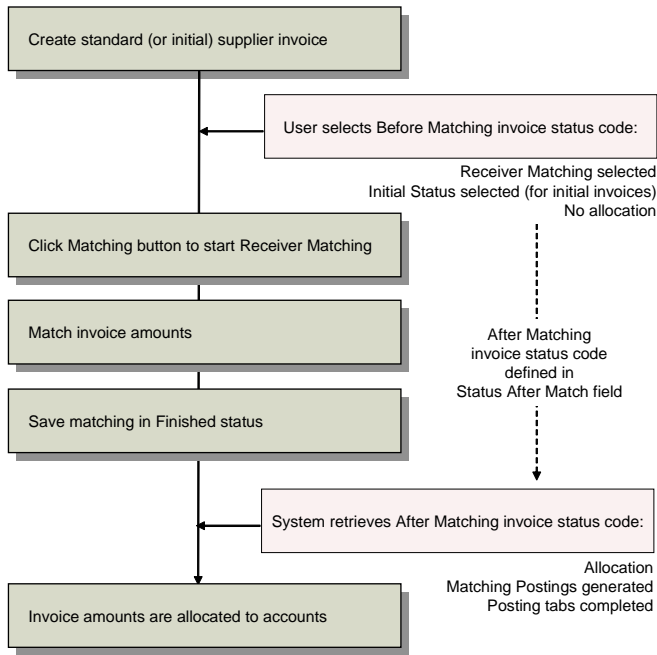 Create standard (or initial) supplier invoice
User selects Before Matching invoice status code:
Receiver Matching selected
Initial Status selected (for initial invoices)
No allocation
Click Matching button to start Receiver Matching
Match invoice amounts
After Matching
invoice status code
defined in
Status After Match field
Save matching in Finished status
System retrieves After Matching invoice status code:
Allocation
Matching Postings generated
Posting tabs completed
Invoice amounts are allocated to accounts